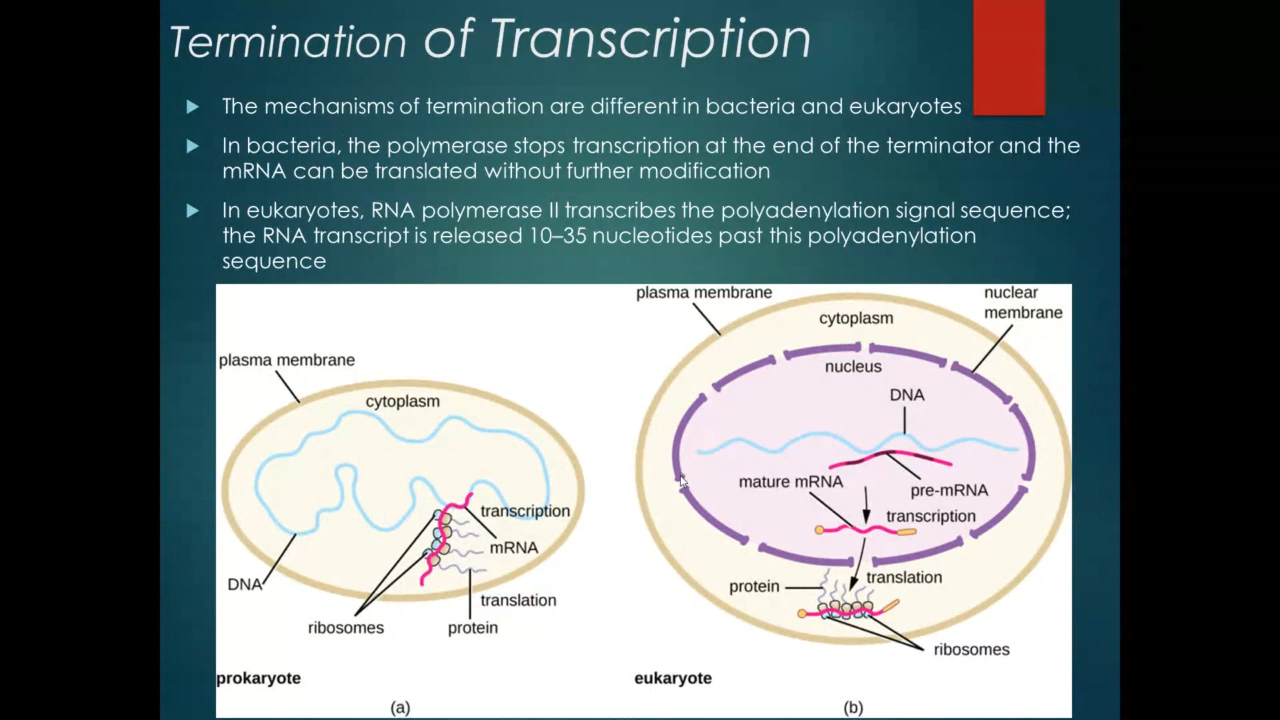 Termination of Transcription
The mechanisms of termination are different in bacteria and eukaryotes
In bacteria, the polymerase stops transcription at the end of the terminator and the
mRNA can be translated without further modification
In eukaryotes, RNA polymerase II transcribes the polyadenylation signal sequence;
the RNA transcript is released 10–35 nucleotides past this polyadenylation
sequence
plasma membrane
cytoplasm
transcription
mRNA
DNA
translation
ribosomes
protein
prokaryote
(a)
plasma membrane
nuclear
membrane
cytoplasm
nucleus
DNA
mature mRNA
pre-mRNA
transcription
translation
protein
ribosomes
eukaryote
(b)